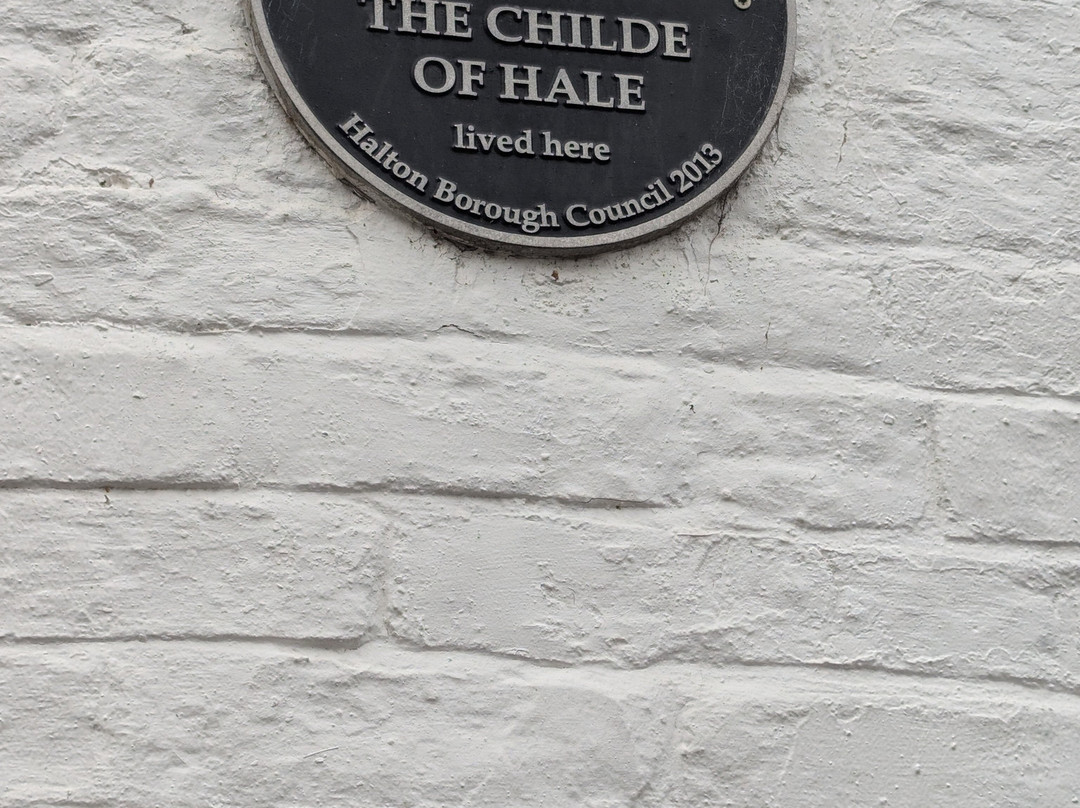 THE CHILDE
OF HALE
lived here
Halton Borough Council 2013